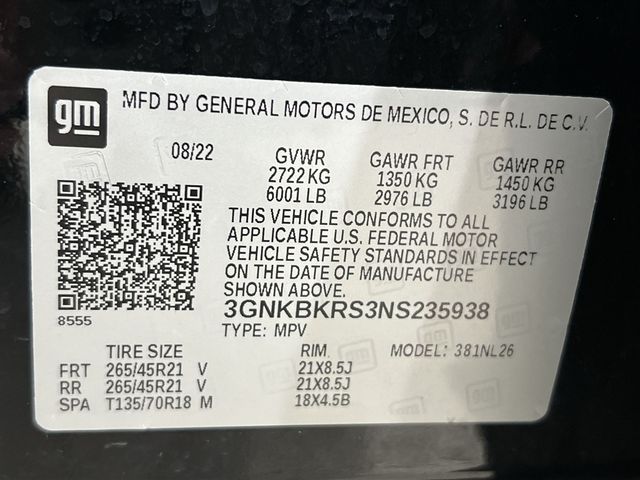 gm
MFD BY GENERAL MOTORS DE MEXICO, S. DE R.L. DE C.V.
08/22
GVWR GAWR FRT GAWR RR
2722 KG 1350 KG 1450 KG
6001 LB 2976 LB 3196 LB
THIS VEHICLE CONFORMS TO ALL
APPLICABLE U.S. FEDERAL MOTOR
VEHICLE SAFETY STANDARDS IN EFFECT
ON THE DATE OF MANUFACTURE
SHOWN ABOVE.
8555
3GNKBKRS3NS235938
TYPE: MPV
TIRE SIZE RIM MODEL: 381NL26
FRT 265/45R21 V 21X8.5J
RR 265/45R21 V 21X8.5J
SPA T135/70R18 M 18X4.5B